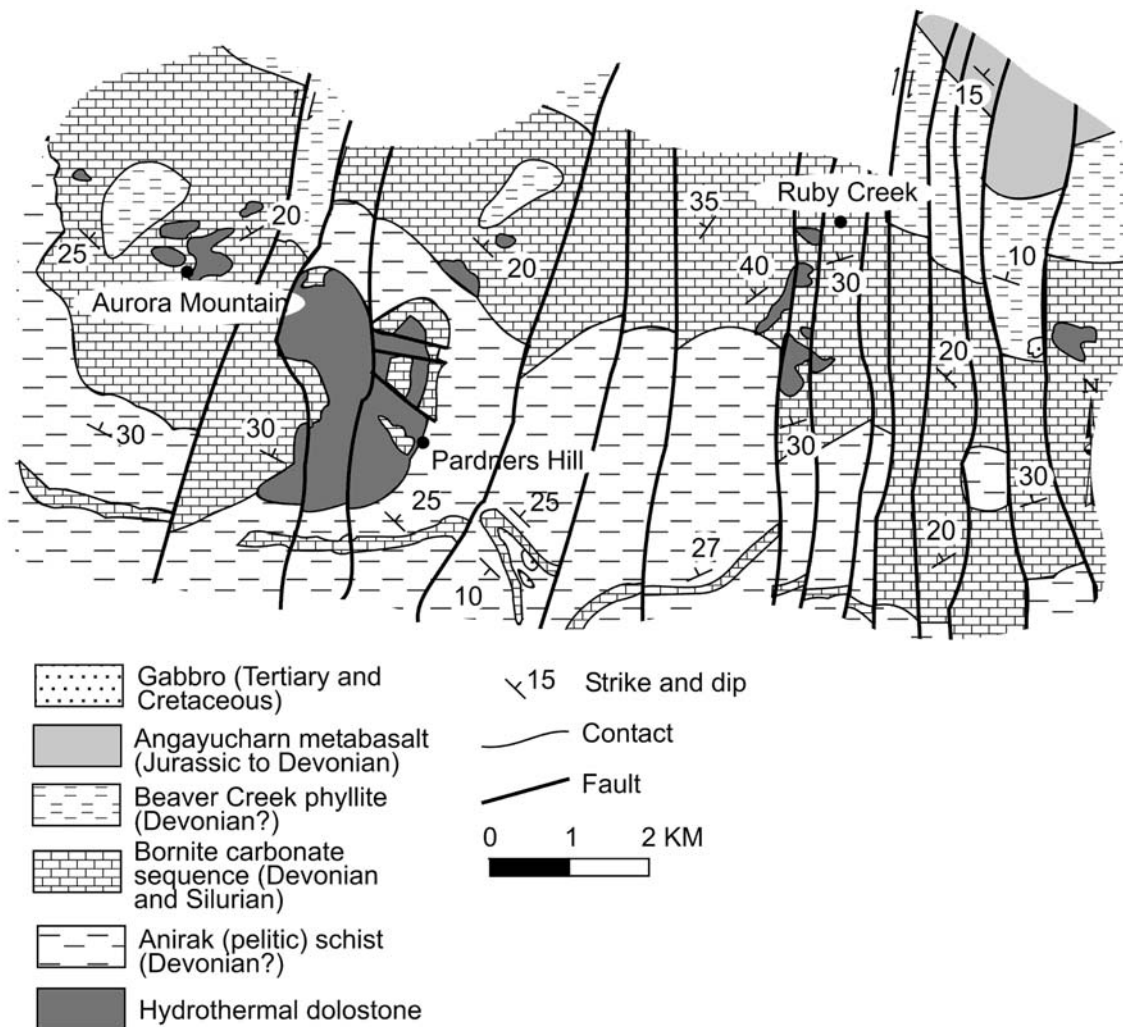 15
Ruby Creek
35
20
25
20
10
40
30
Aurora Mountain
20
30
30
Pardners Hill
30
30
25
25
20
27
10
N
Gabbro (Tertiary and
Cretaceous)
Angayucharn metabasalt
(Jurassic to Devonian)
Beaver Creek phyllite
(Devonian?)
Bornite carbonate
sequence (Devonian
and Silurian)
Anirak (pelitic) schist
(Devonian?)
Hydrothermal dolostone
15 Strike and dip
Contact
Fault
0 1 2 KM